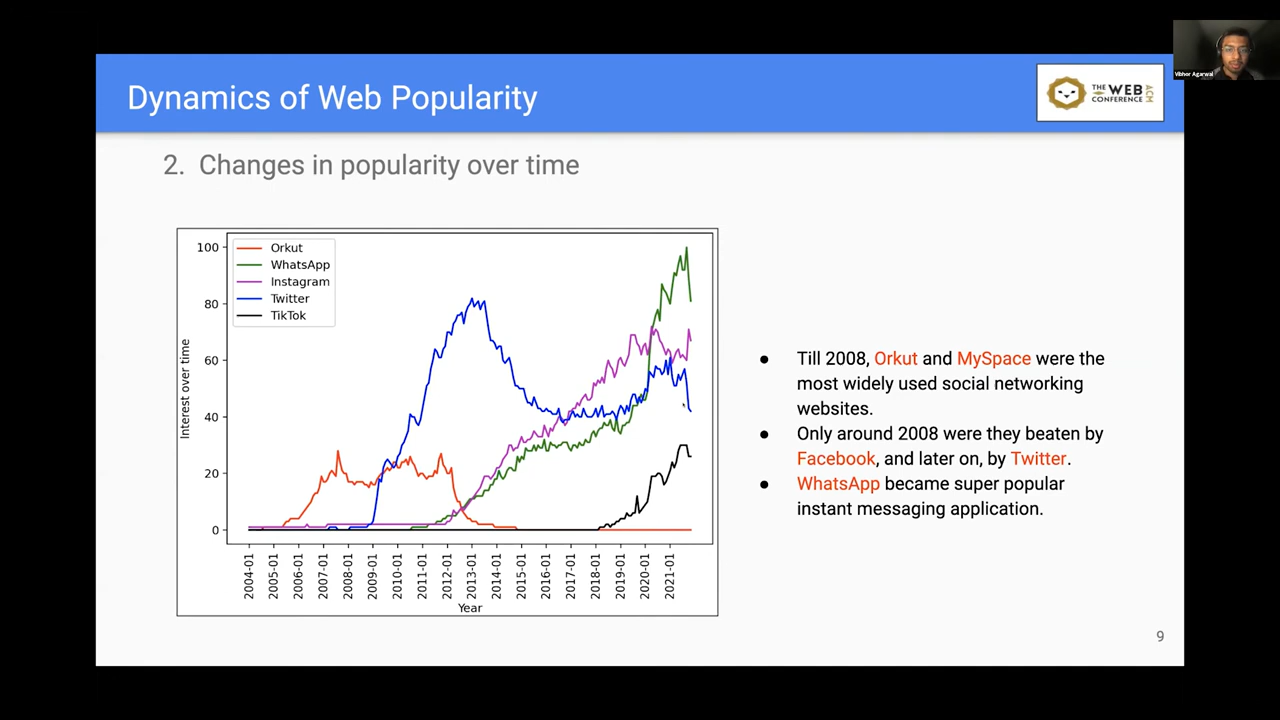 Vibhor Agarwal
Dynamics of Web Popularity
THE WEB CONFERENCE
ACM
2. Changes in popularity over time
Orkut
WhatsApp
Instagram
Twitter
TikTok
100
80
60
40
20
0
Interest over time
2004-01
2005-01
2006-01
2007-01
2008-01
2009-01
2010-01
2011-01
2012-01
2013-01
2014-01
2015-01
2016-01
2017-01
2018-01
2019-01
2020-01
2021-01
Year
● Till 2008, Orkut and MySpace were the
most widely used social networking
websites.
● Only around 2008 were they beaten by
Facebook, and later on, by Twitter.
● WhatsApp became super popular
instant messaging application.
9